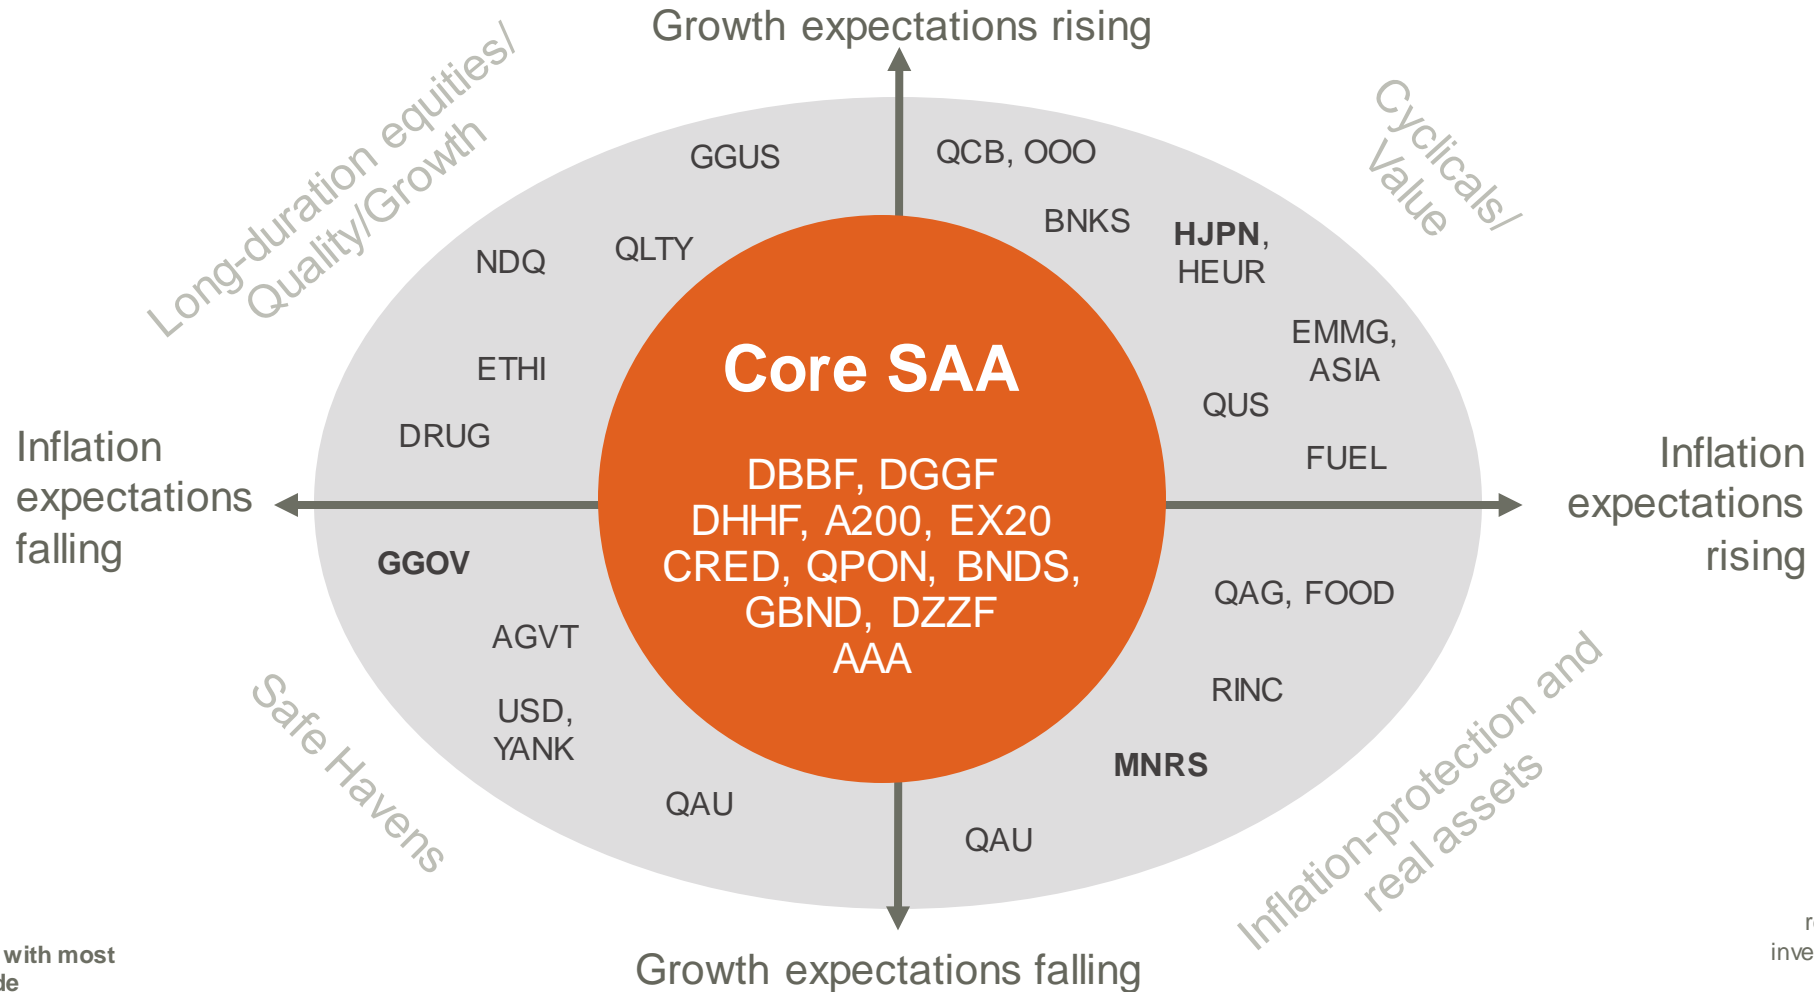 Growth expectations rising
Long-duration equities/
Quality/Growth
Cyclicals/
Value
GGUS
QCB, OOO
BNKS
HJPN,
HEUR
NDQ
QLTY
EMMG,
ASIA
ETHI
QUS
DRUG
FUEL
Core SAA
DBBF, DGGF
DHHF, A200, EX20
CRED, QPON, BNDS,
GBND, DZZF
AAA
Inflation
expectations
falling
Inflation
expectations
rising
GGOV
AGVT
USD,
YANK
QAU
QAG, FOOD
RINC
MNRS
QAU
Safe Havens
Inflation-protection and
real assets
Growth expectations falling
with most